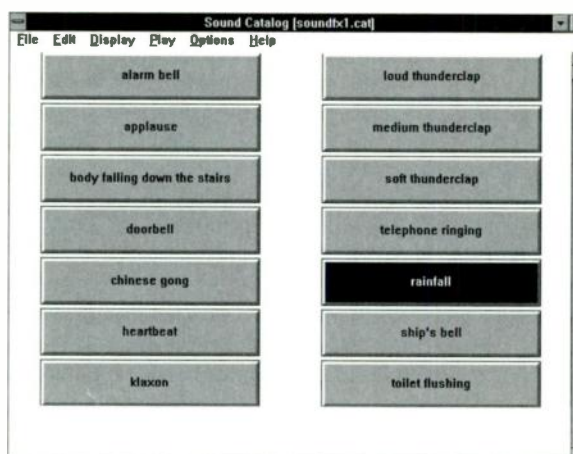 Sound Catalog [soundfx1.cat]
File Edit Display Play Options Help
alarm bell
applause
body falling down the stairs
doorbell
chinese gong
heartbeat
klaxon
loud thunderclap
medium thunderclap
soft thunderclap
telephone ringing
rainfall
ship's bell
toilet flushing